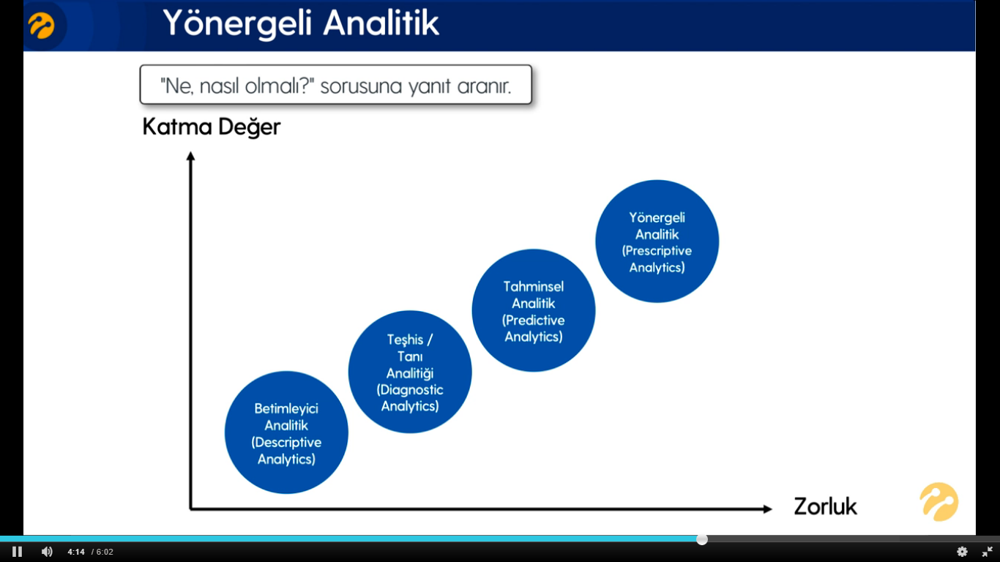 Yönergeli Analitik
"Ne, nasıl olmalı?" sorusuna yanıt aranır.
Katma Değer
Yönergeli
Analitik
(Prescriptive
Analytics)
Tahminsel
Analitik
(Predictive
Analytics)
Teşhis /
Tanı
Analitiği
(Diagnostic
Analytics)
Betimleyici
Analitik
(Descriptive
Analytics)
Zorluk
4:14 / 6:02